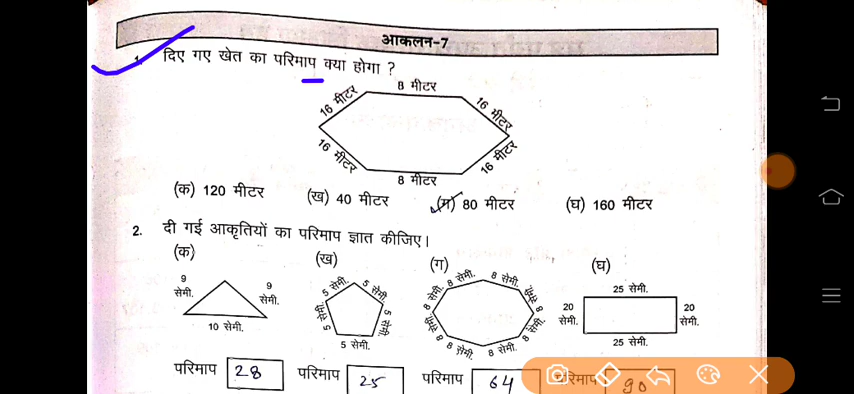 आकलन-7
1. दिए गए खेत का परिमाप क्या होगा ?
8 मीटर
16 मीटर
16 मीटर
16 मीटर
16 मीटर
8 मीटर
(क) 120 मीटर (ख) 40 मीटर (ग) 80 मीटर (घ) 160 मीटर
2. दी गई आकृतियों का परिमाप ज्ञात कीजिए।
(क) (ख) (ग) (घ)
9 सेमी. 9 सेमी. 10 सेमी.
5 सेमी. 5 सेमी 5 सेमी 5 सेमी. 5
8 सेमी. 8 सेमी. 8 सेमी. 8 सेमी. 8 सेमी. 8 सेमी. 8 सेमी. 8 सेमी.
25 सेमी. 20 सेमी. 20 सेमी. 25 सेमी.
परिमाप 28 परिमाप 25 परिमाप 64 परिमाप 90